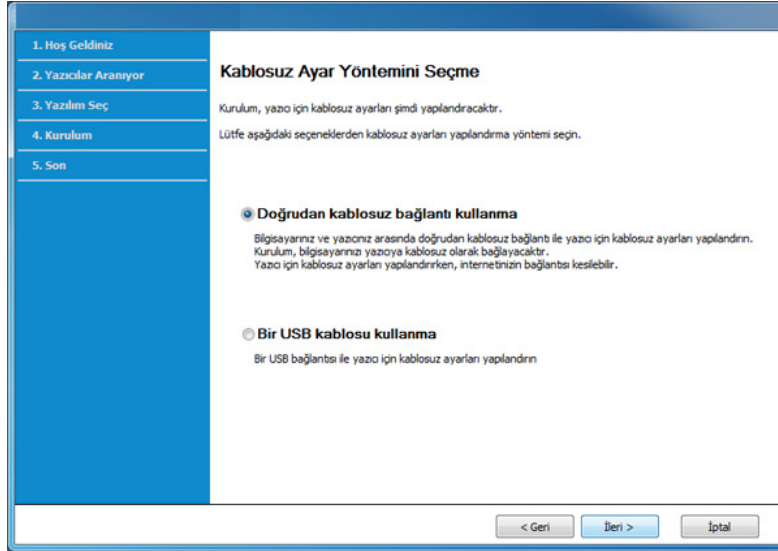 1. Hoş Geldiniz
2. Yazıcılar Aranıyor
3. Yazılım Seç
4. Kurulum
5. Son
Kablosuz Ayar Yöntemini Seçme
Kurulum, yazıcı için kablosuz ayarları şimdi yapılandıracaktır.
Lütfe aşağıdaki seçeneklerden kablosuz ayarları yapılandırma yöntemi seçin.
Doğrudan kablosuz bağlantı kullanma
Bilgisayarınız ve yazıcınız arasında doğrudan kablosuz bağlantı ile yazıcı için kablosuz ayarları yapılandırın.
Kurulum, bilgisayarınızı yazıcıya kablosuz olarak bağlayacaktır.
Yazıcı için kablosuz ayarları yapılandırırken, internetinizin bağlantısı kesilebilir.
Bir USB kablosu kullanma
Bir USB bağlantısı ile yazıcı için kablosuz ayarları yapılandırın
< Geri
İleri >
İptal